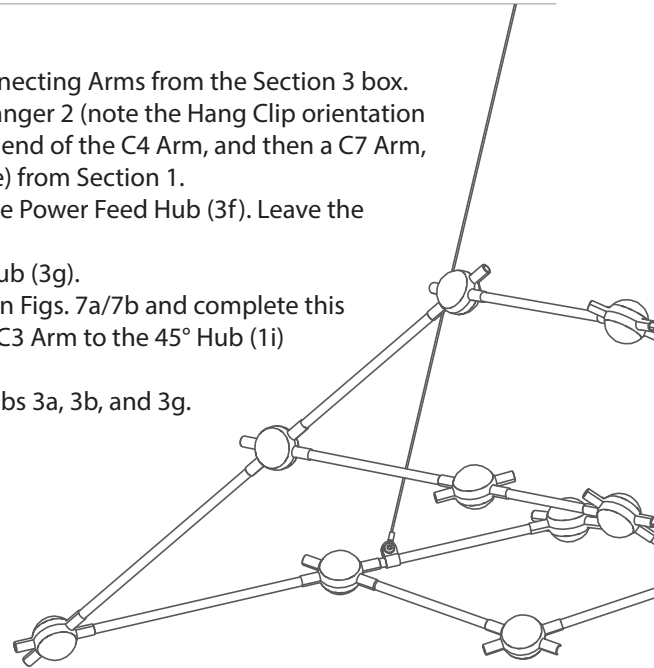 necting Arms from the Section 3 box.
anger 2 (note the Hang Clip orientation
end of the C4 Arm, and then a C7 Arm,
e) from Section 1.
e Power Feed Hub (3f). Leave the
ub (3g).
n Figs. 7a/7b and complete this
C3 Arm to the 45° Hub (1i)
bs 3a, 3b, and 3g.